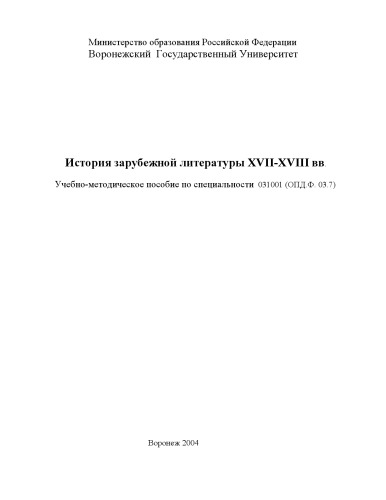 Министерство образования Российской Федерации
Воронежский Государственный Университет
История зарубежной литературы XVII-XVIII вв.
Учебно-методическое пособие по специальности 031001 (ОПД.Ф. 03.7)
Воронеж 2004